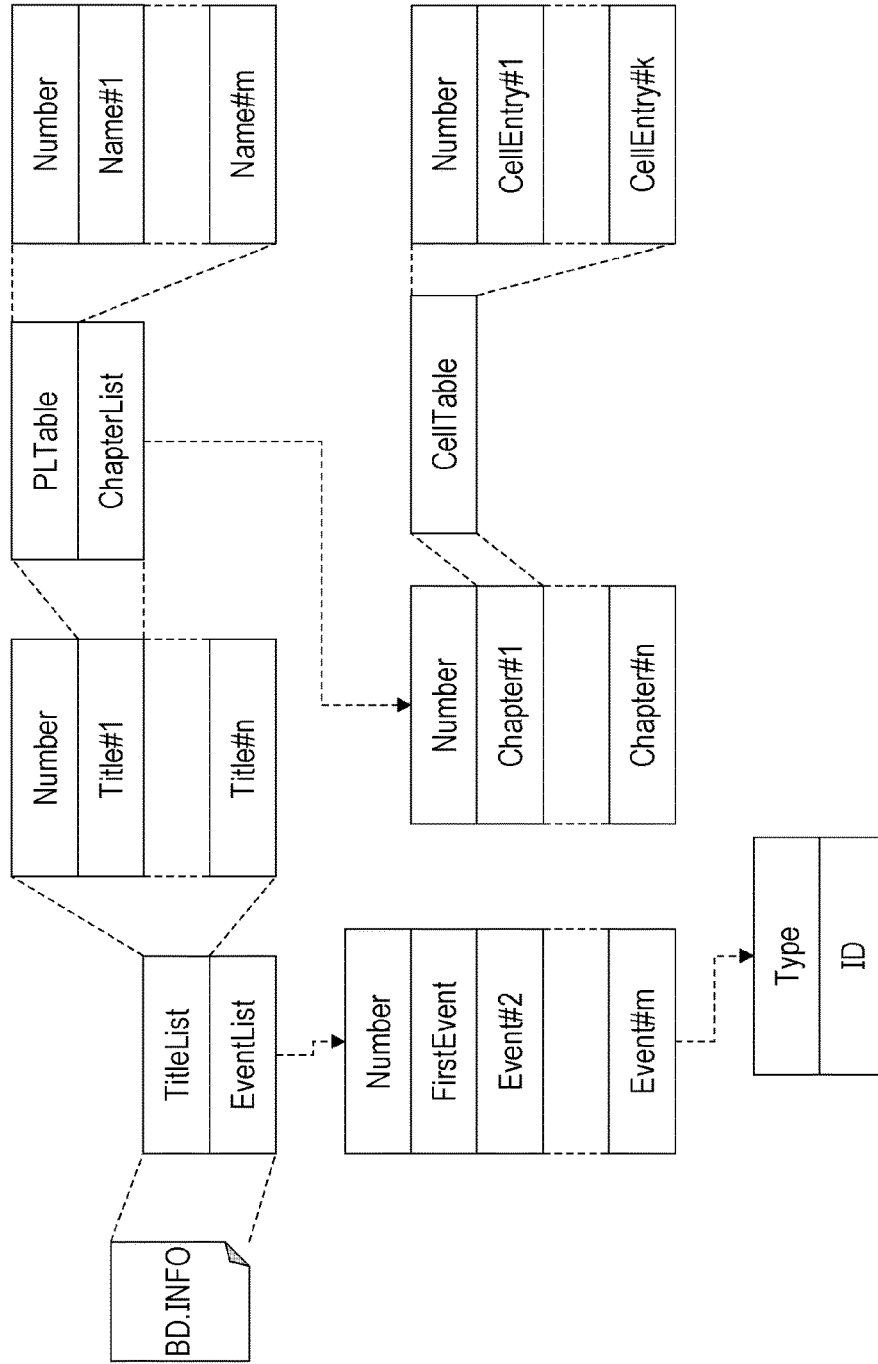 BD.INFO
TitleList
EventList
Number
Title#1
Title#n
PLTable
ChapterList
Number
Name#1
Name#m
Number
FirstEvent
Event#2
Event#m
Number
Chapter#1
Chapter#n
CellTable
Number
CellEntry#1
CellEntry#k
Type
ID